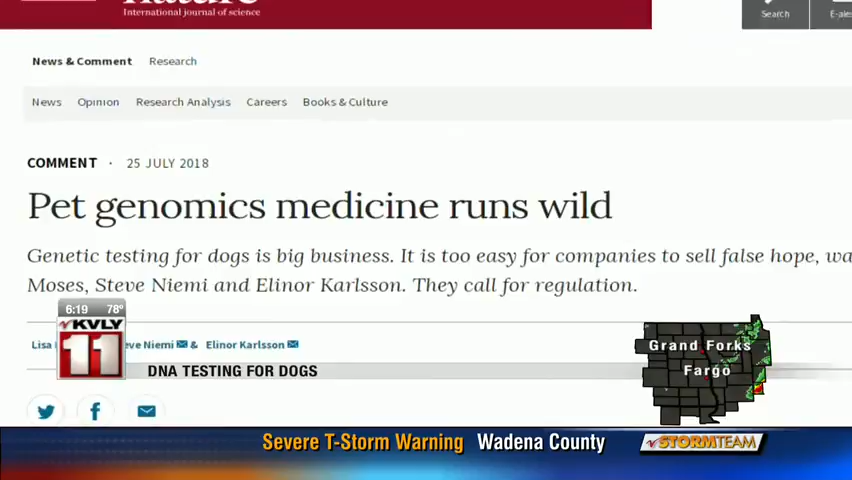 International journal of science
Search
News & Comment Research
News Opinion Research Analysis Careers Books & Culture
COMMENT · 25 JULY 2018
Pet genomics medicine runs wild
Genetic testing for dogs is big business. It is too easy for companies to sell false hope,
Moses, Steve Niemi and Elinor Karlsson. They call for regulation.
6:19 78°
KVLY
11
Niemi & Elinor Karlsson
Grand Forks
Fargo
DNA TESTING FOR DOGS
Severe T-Storm Warning Wadena County
STORMTEAM